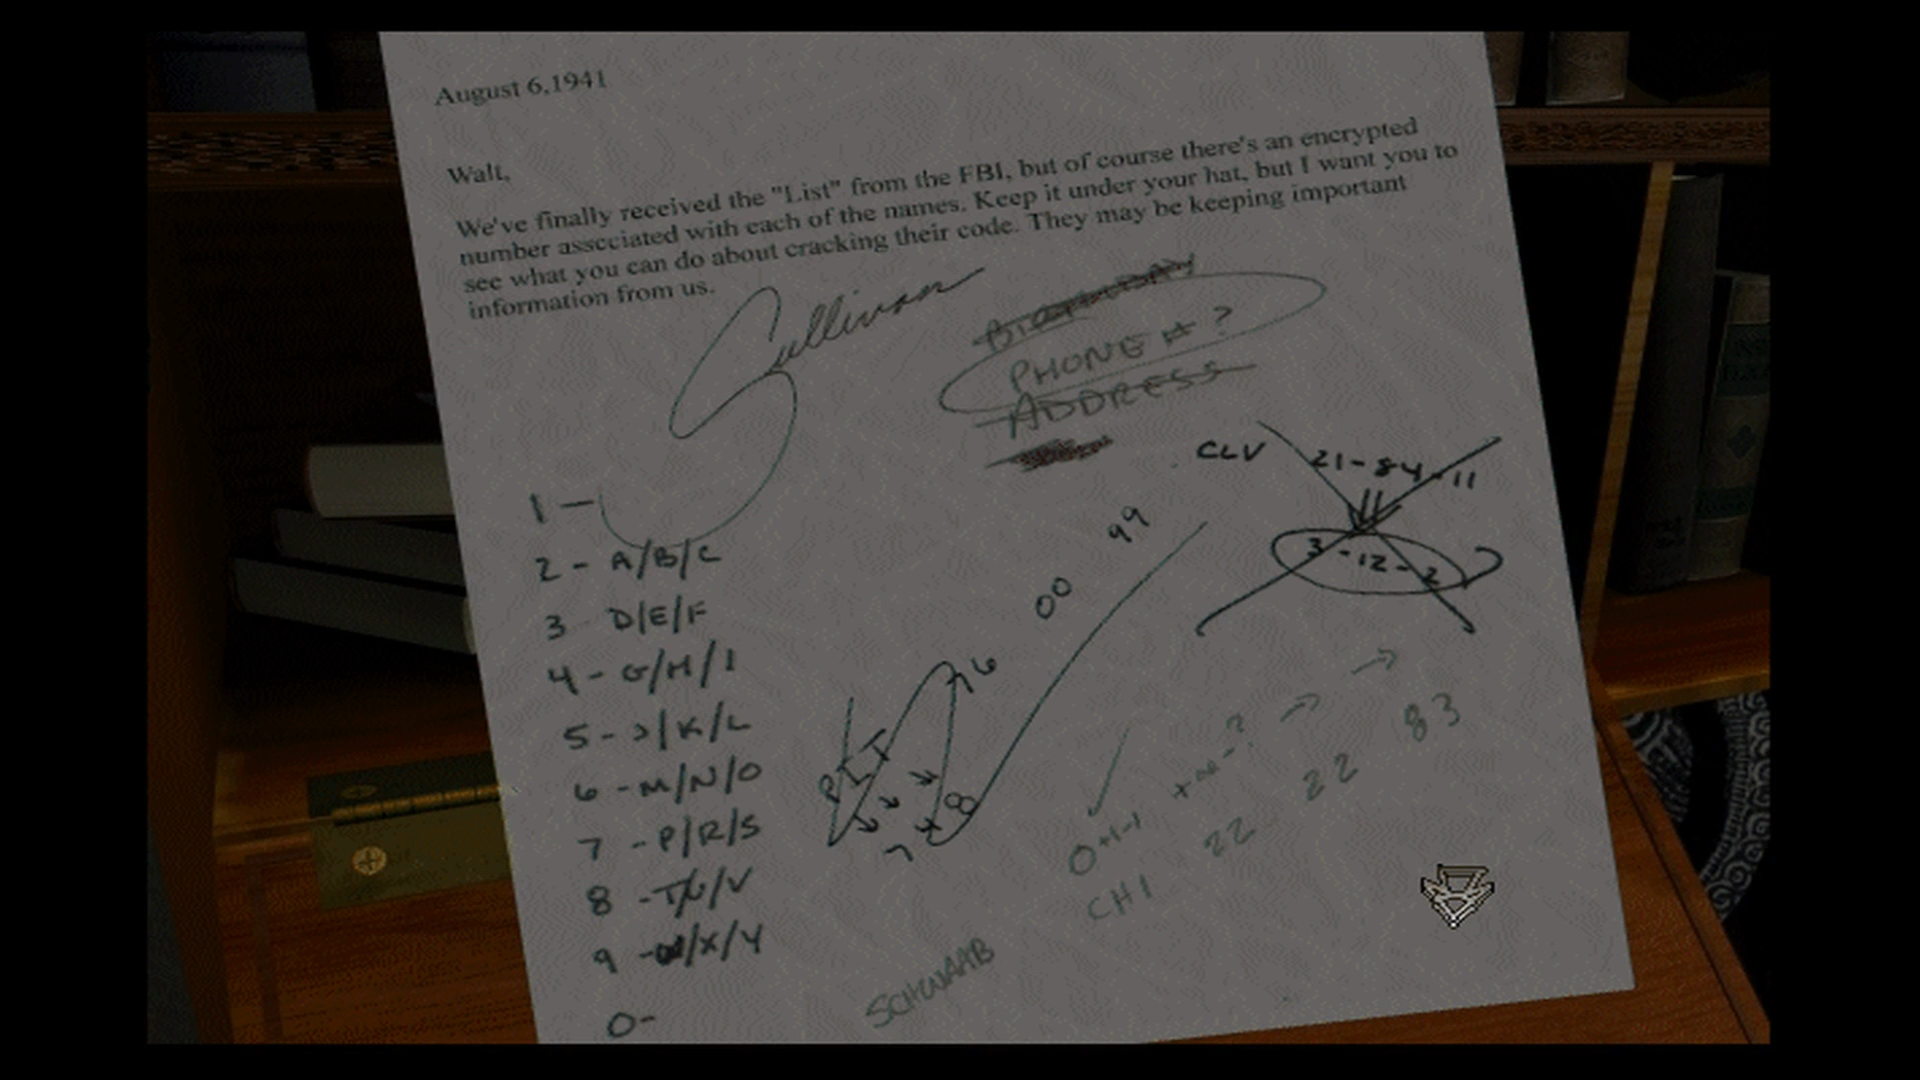 August 6,1941
Walt,
We've finally received the "List" from the FBI, but of course there's an encrypted
number associated with each of the names. Keep it under your hat, but I want you to
see what you can do about cracking their code. They may be keeping important
information from us.
Sullivan
PHONE # ?
ADDRESS
CLV 21-84-11
3-12-2
1 -
2 - A/B/C
3 D/E/F
4 - G/H/I
5 - J/K/L
6 - M/N/O
7 - P/R/S
8 - T/U/V
9 - W/X/Y
0-
00 99
PIT 76
7 8
0 +1-1 + or - ?
CHI 22 22 83
SCHWAAB